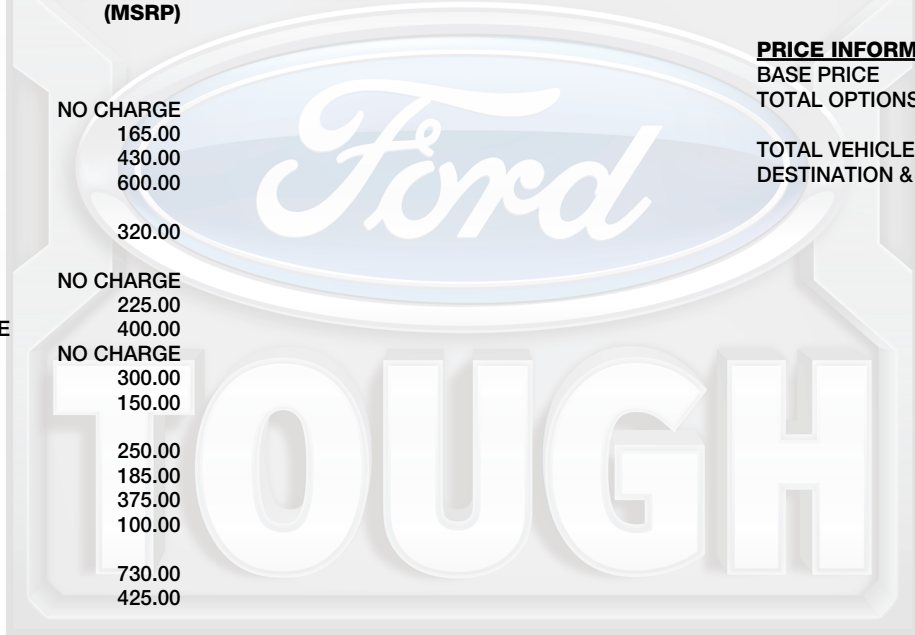 (MSRP)
NO CHARGE
165.00
430.00
600.00
320.00
NO CHARGE
225.00
E 400.00
NO CHARGE
300.00
150.00
250.00
185.00
375.00
100.00
730.00
425.00
PRICE INFORM
BASE PRICE
TOTAL OPTIONS
TOTAL VEHICLE
DESTINATION &
Ford
TOUGH